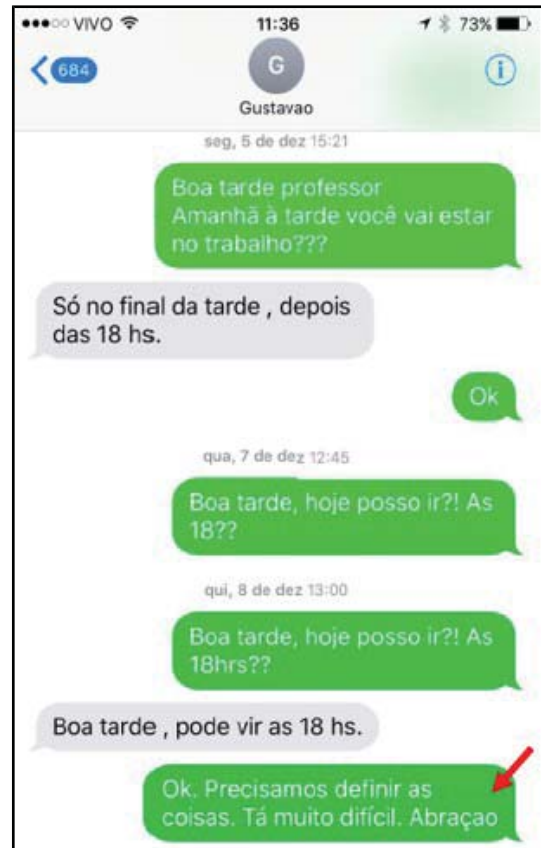 VIVO 11:36 73%
684
G
Gustavao
seg, 5 de dez 15:21
Boa tarde professor
Amanhã à tarde você vai estar
no trabalho???
Só no final da tarde , depois
das 18 hs.
Ok
qua, 7 de dez 12:45
Boa tarde, hoje posso ir?! As
18??
qui, 8 de dez 13:00
Boa tarde, hoje posso ir?! As
18hrs??
Boa tarde , pode vir as 18 hs.
Ok. Precisamos definir as
coisas. Tá muito difícil. Abraçao